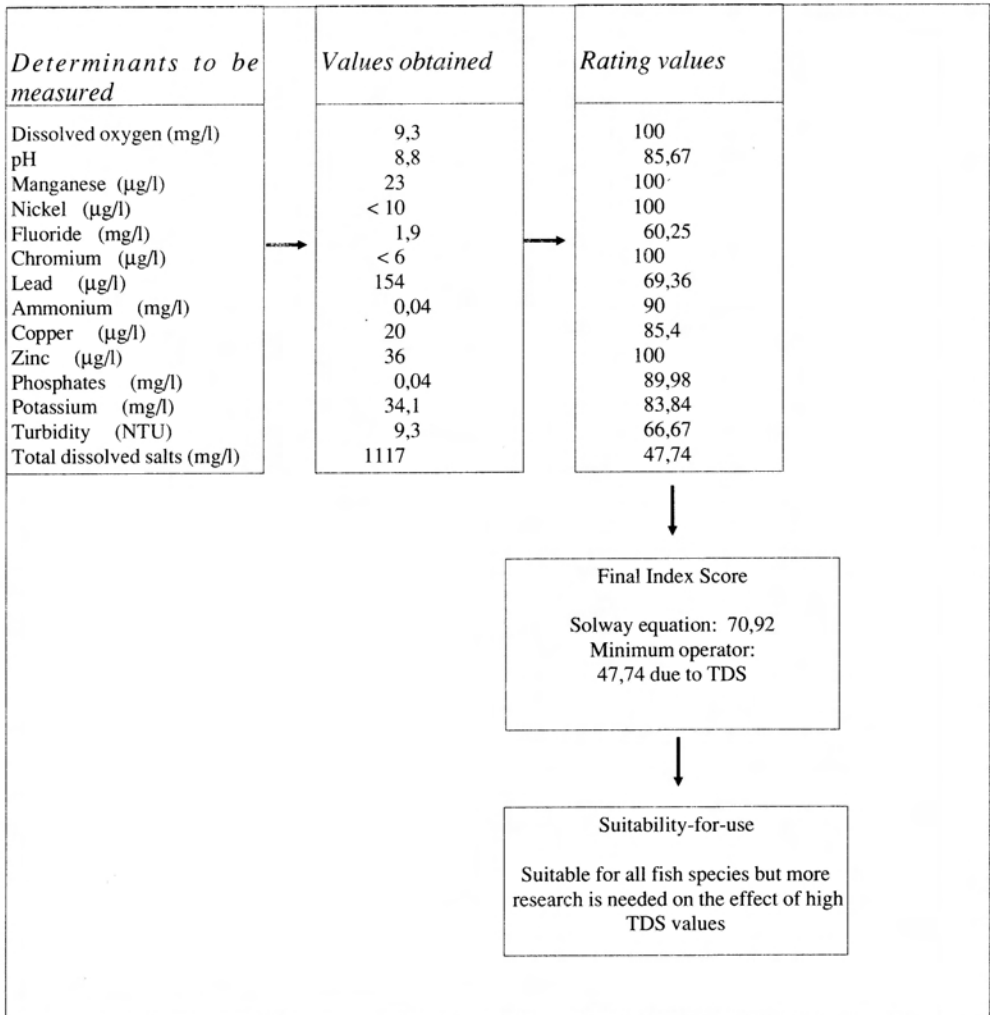 Determinants to be measured
Values obtained
Rating values
Dissolved oxygen (mg/l) 9,3 100
pH 8,8 85,67
Manganese (µg/l) 23 100
Nickel (µg/l) < 10 100
Fluoride (mg/l) 1,9 60,25
Chromium (µg/l) < 6 100
Lead (µg/l) 154 69,36
Ammonium (mg/l) 0,04 90
Copper (µg/l) 20 85,4
Zinc (µg/l) 36 100
Phosphates (mg/l) 0,04 89,98
Potassium (mg/l) 34,1 83,84
Turbidity (NTU) 9,3 66,67
Total dissolved salts (mg/l) 1117 47,74
Final Index Score
Solway equation: 70,92
Minimum operator:
47,74 due to TDS
Suitability-for-use
Suitable for all fish species but more
research is needed on the effect of high
TDS values